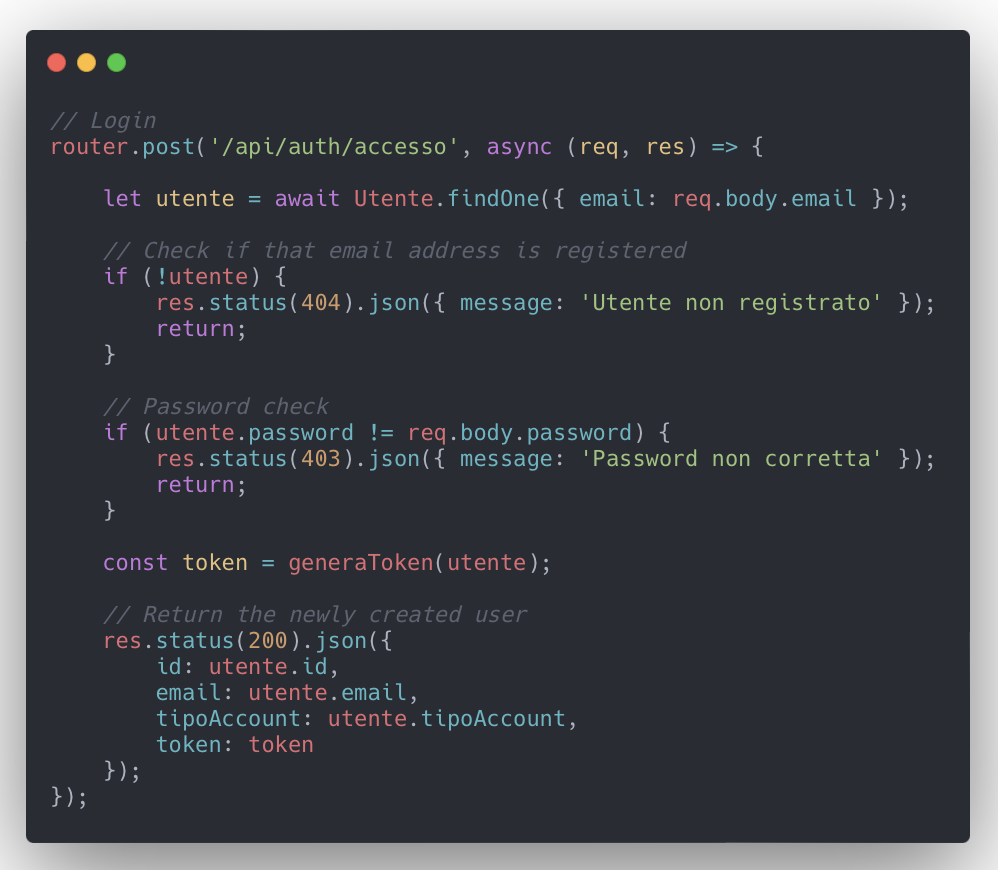 // Login
router.post('/api/auth/accesso', async (req, res) => {
let utente = await Utente.findOne({ email: req.body.email });
// Check if that email address is registered
if (!utente) {
res.status(404).json({ message: 'Utente non registrato' });
return;
}
// Password check
if (utente.password != req.body.password) {
res.status(403).json({ message: 'Password non corretta' });
return;
}
const token = generaToken(utente);
// Return the newly created user
res.status(200).json({
id: utente.id,
email: utente.email,
tipoAccount: utente.tipoAccount,
token: token
});
});